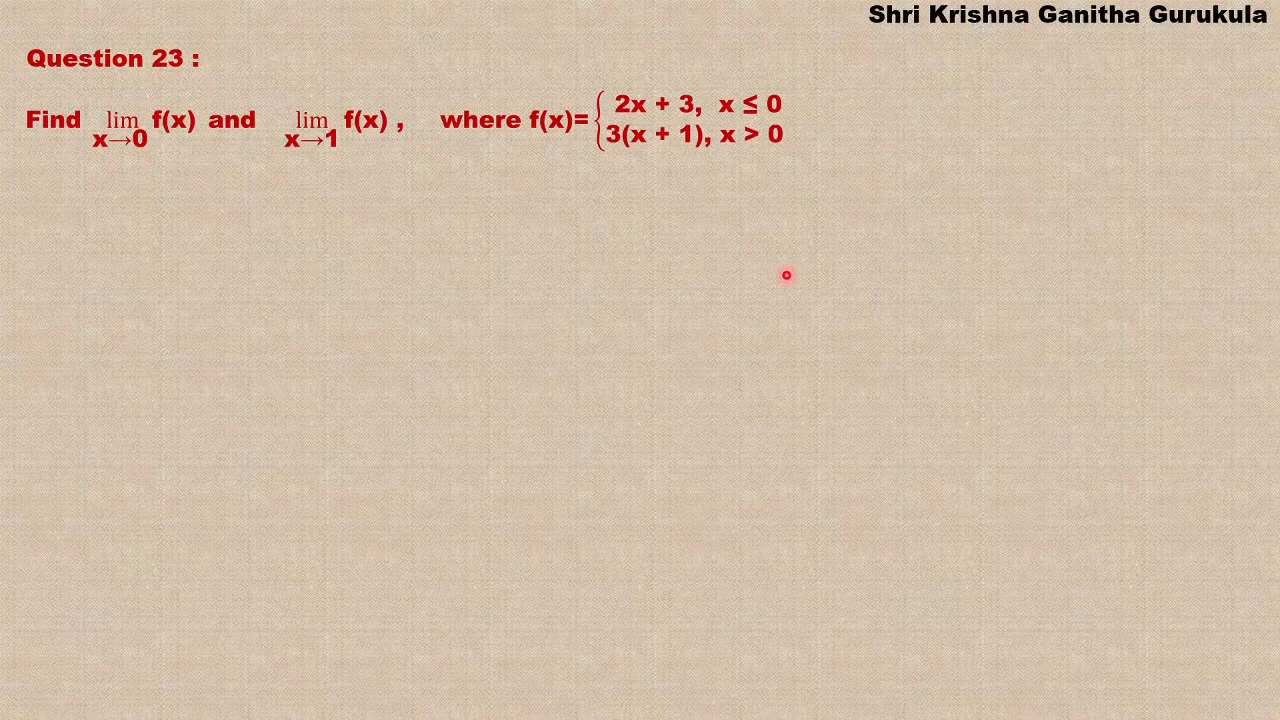 Shri Krishna Ganitha Gurukula
Question 23 :
Find lim x→0 f(x) and lim x→1 f(x) , where f(x)= { 2x + 3, x ≤ 0
3(x + 1), x > 0